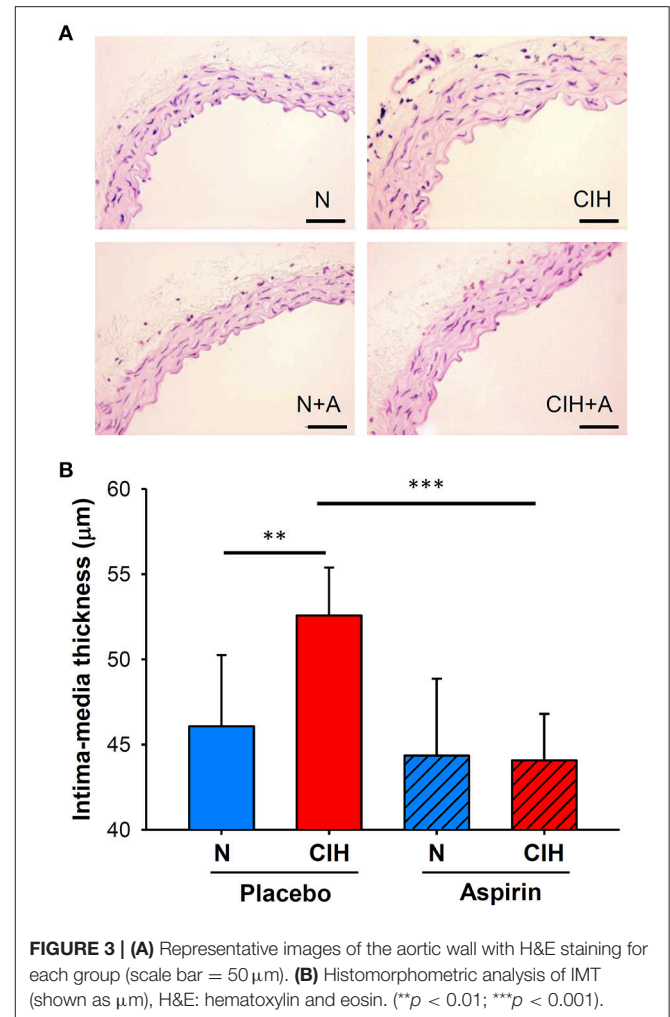 A
N
CIH
N+A
CIH+A
B
Intima-media thickness (μm)
60
55
50
45
40
**
***
N CIH N CIH
Placebo Aspirin
FIGURE 3 | (A) Representative images of the aortic wall with H&E staining for
each group (scale bar = 50 μm). (B) Histomorphometric analysis of IMT
(shown as μm), H&E: hematoxylin and eosin. (**p < 0.01; ***p < 0.001).